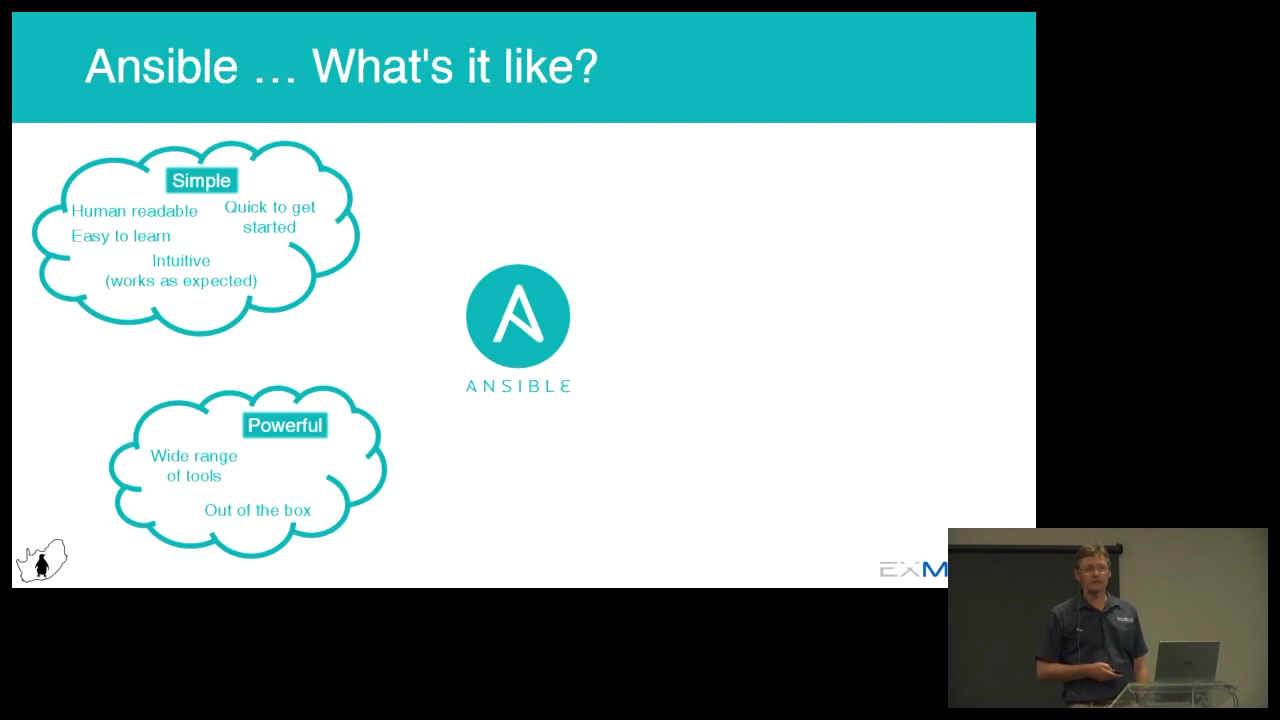 Ansible … What's it like?
Simple
Human readable
Quick to get
started
Easy to learn
Intuitive
(works as expected)
ANSIBLE
Powerful
Wide range
of tools
Out of the box
EXM